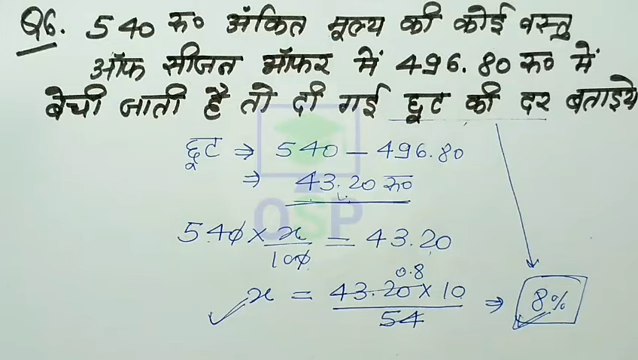 Q6. 540 रु० अंकित मूल्य की कोई वस्तु
ऑफ सीजन ऑफर में 496.80 रु० में
बेची जाती है तो दी गई छूट की दर बताइये
छूट ⇒ 540 - 496.80
⇒ 43.20 रु०
OSP
540 × x/100 = 43.20
0.8
x = 43.20 × 10/54 ⇒ 8%